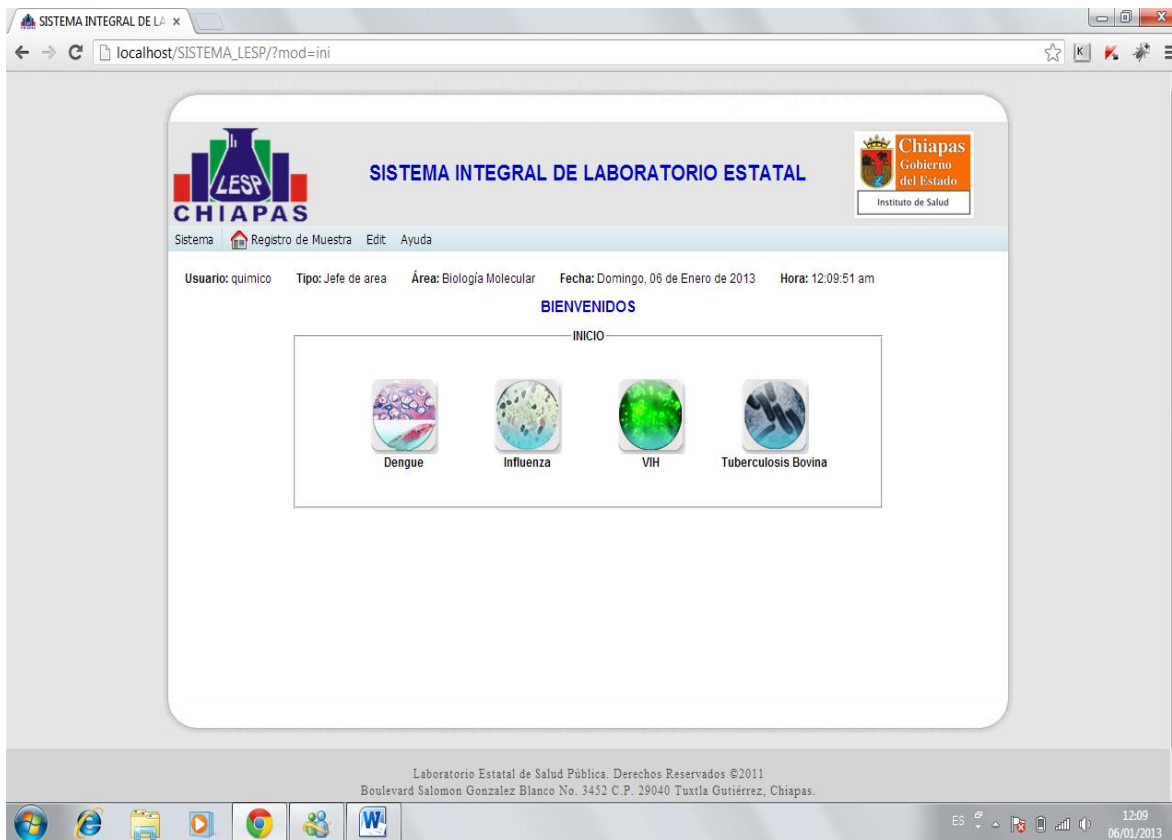 SISTEMA INTEGRAL DE LA
localhost/SISTEMA_LESP/?mod=ini
LESP
CHIAPAS
SISTEMA INTEGRAL DE LABORATORIO ESTATAL
Chiapas
Gobierno
del Estado
Instituto de Salud
Sistema Registro de Muestra Edit Ayuda
Usuario: quimico Tipo: Jefe de area Área: Biología Molecular Fecha: Domingo, 06 de Enero de 2013 Hora: 12:09:51 am
BIENVENIDOS
INICIO
Dengue Influenza VIH Tuberculosis Bovina
Laboratorio Estatal de Salud Pública. Derechos Reservados ©2011
Boulevard Salomon Gonzalez Blanco No. 3452 C.P. 29040 Tuxtla Gutiérrez, Chiapas.
ES 12:09
06/01/2013